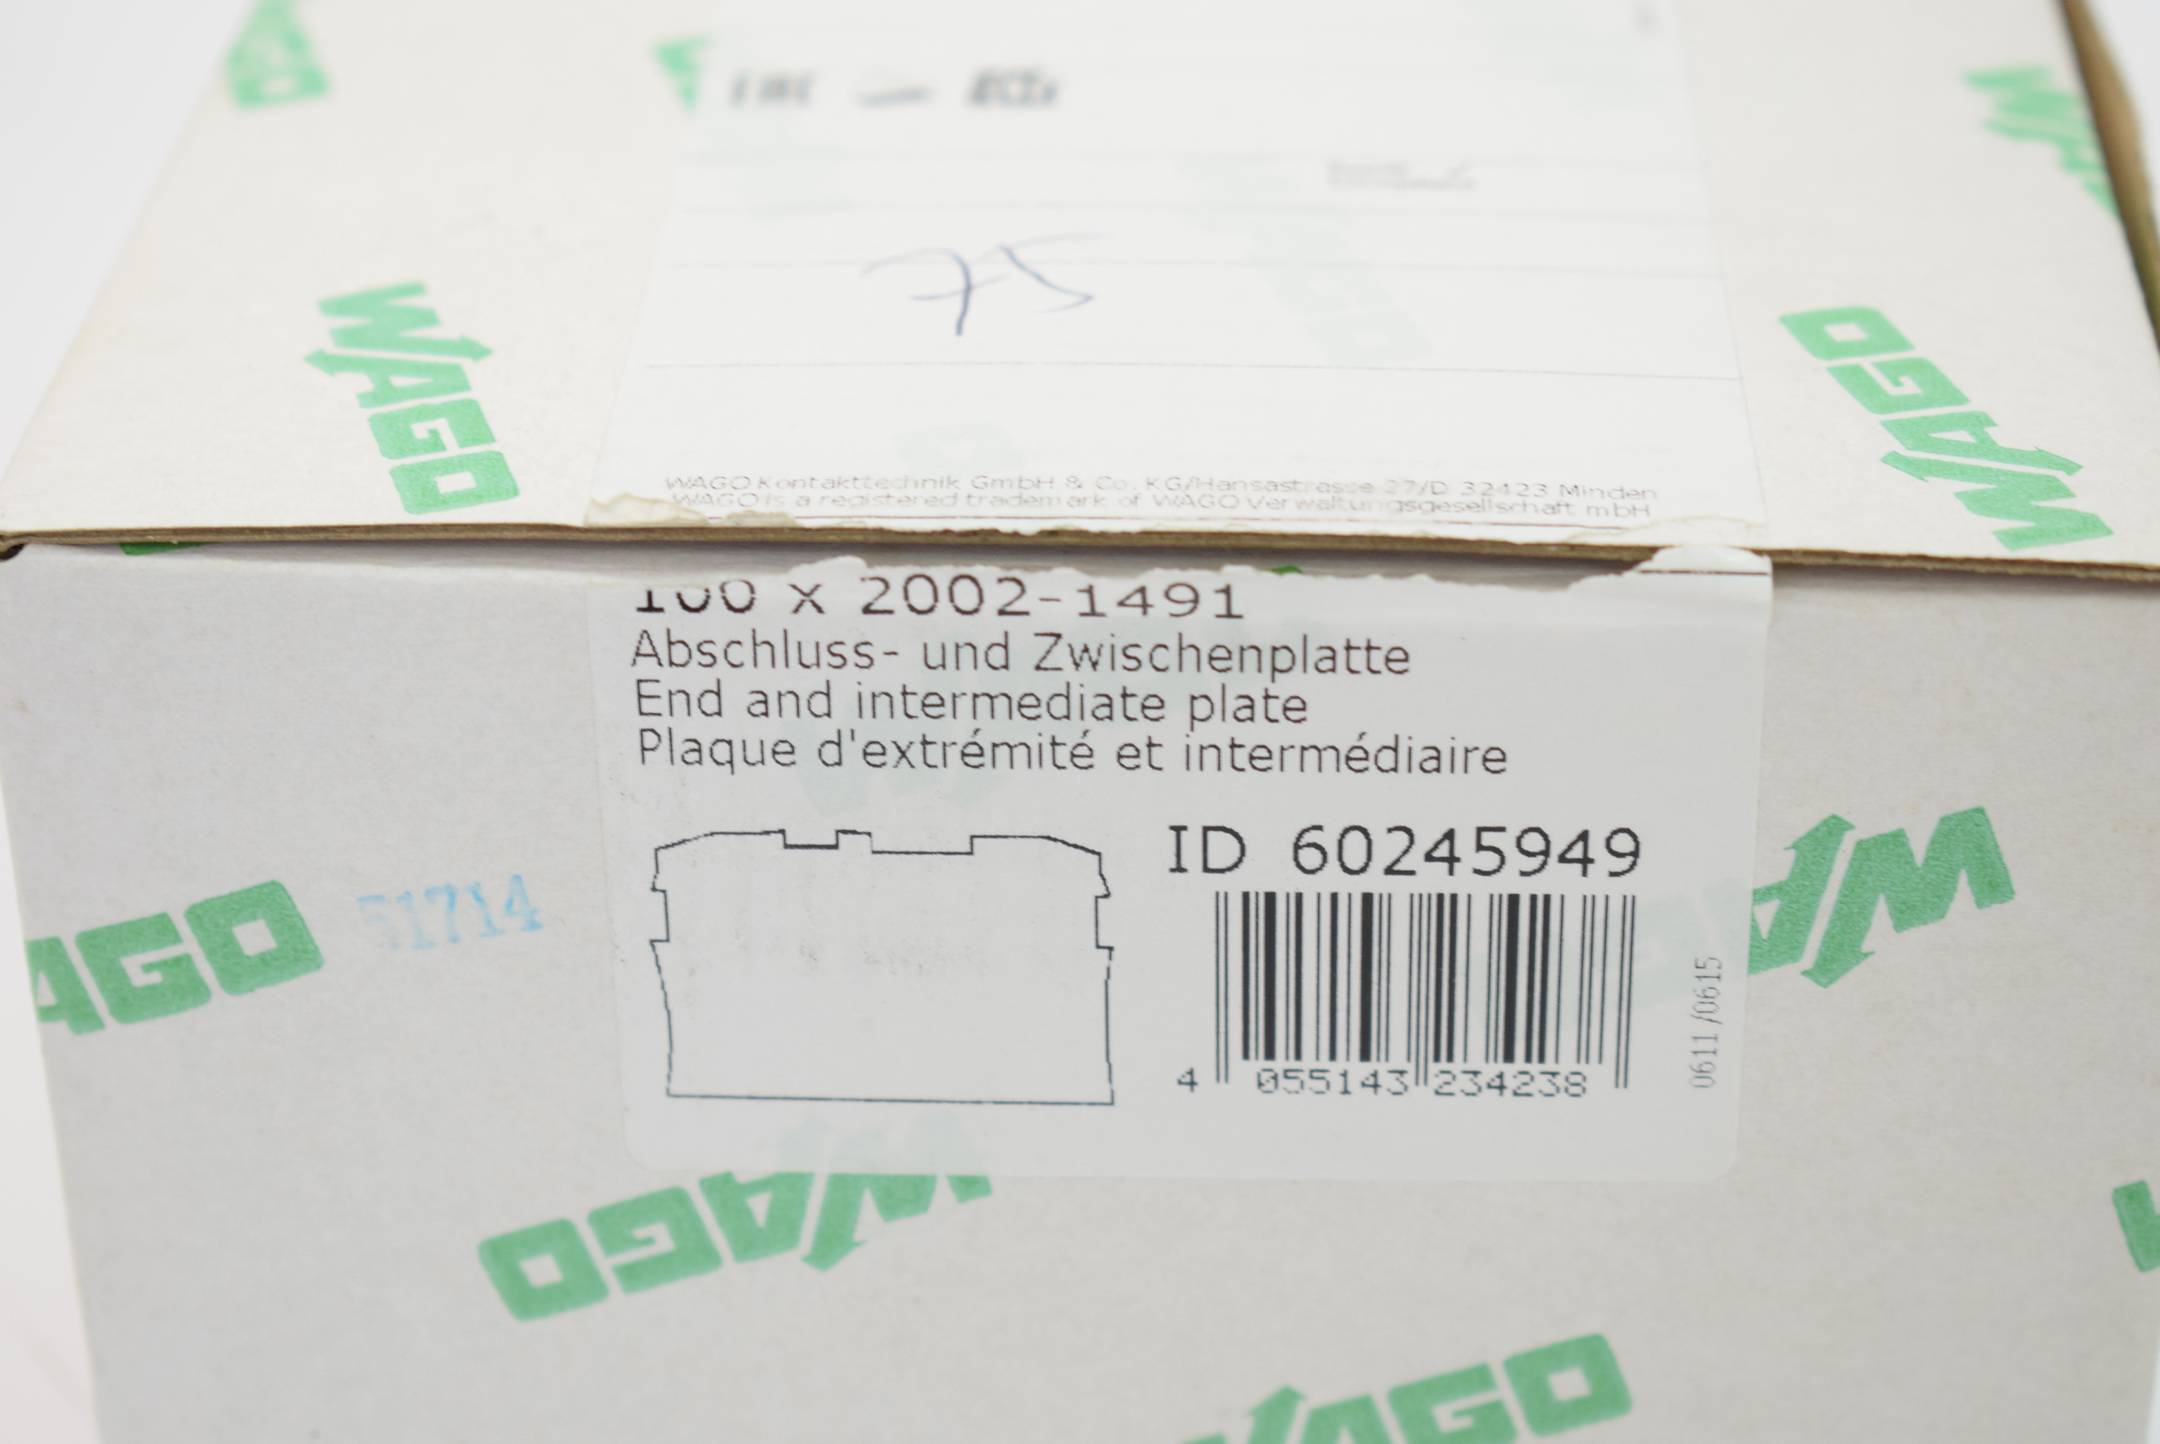 WAGO
75
WAGO
WAGO
WAGO Kontakttechnik GmbH & Co. KG/Hansastrasse 27/D 32423 Minden
WAGO is a registered trademark of WAGO Verwaltungsgesellschaft mbH
100 x 2002-1491
Abschluss- und Zwischenplatte
End and intermediate plate
Plaque d'extrémité et intermédiaire
ID 60245949
4 055143 234238
0611/0615
51714
WAGO
WAGO
WAGO
WAGO